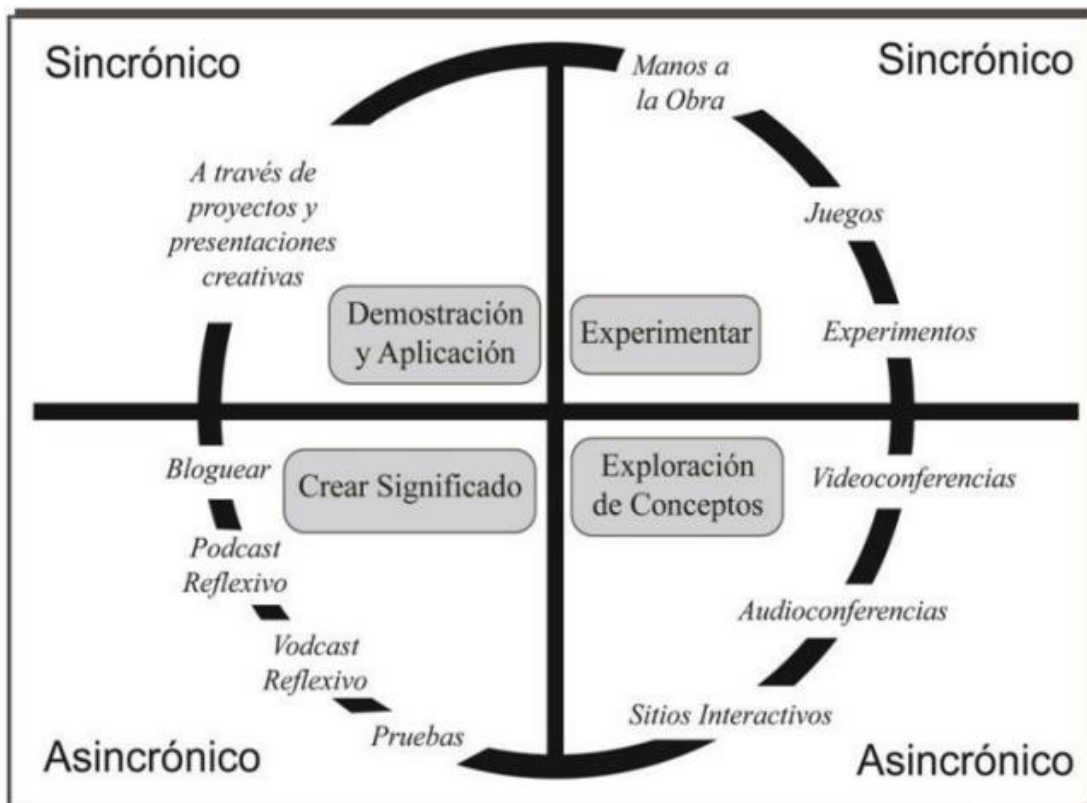 Sincrónico
Sincrónico
Manos a
la Obra
A través de
proyectos y
presentaciones
creativas
Juegos
Demostración
y Aplicación
Experimentar
Experimentos
Bloguear
Crear Significado
Exploración
de Conceptos
Videoconferencias
Podcast
Reflexivo
Audioconferencias
Vodcast
Reflexivo
Sitios Interactivos
Pruebas
Asincrónico
Asincrónico